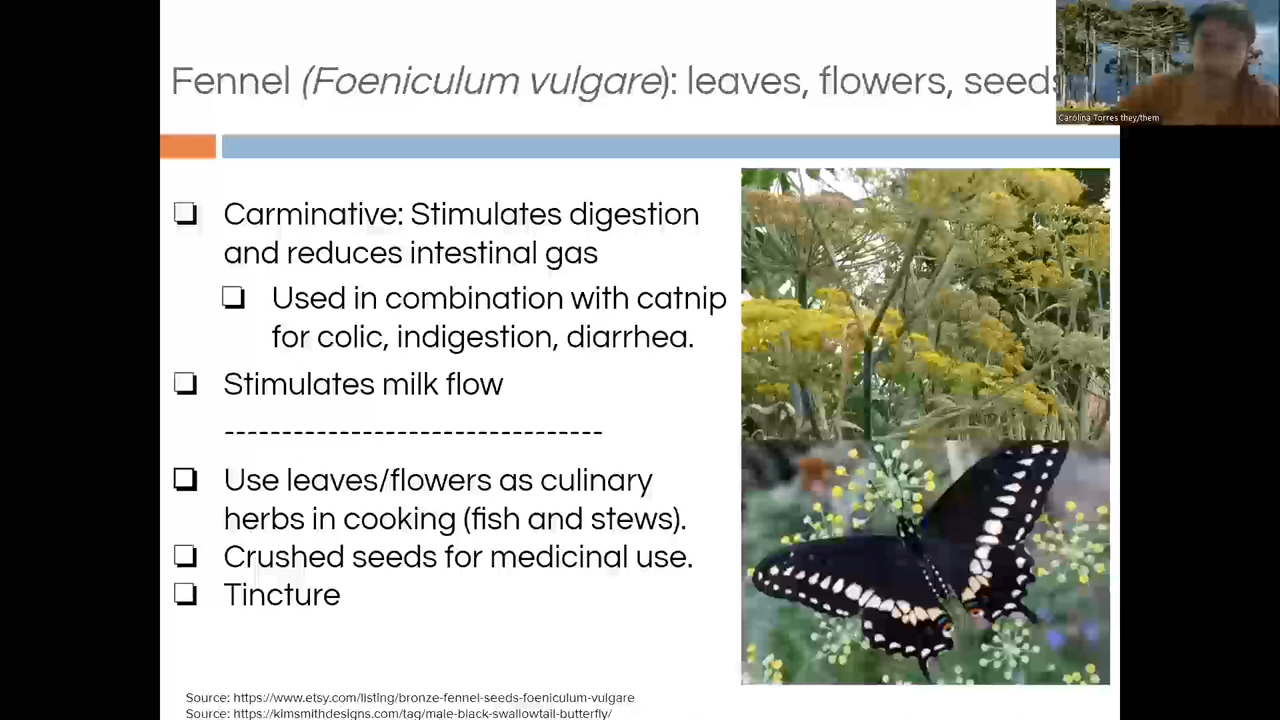 Fennel (Foeniculum vulgare): leaves, flowers, seeds
Carolina Torres they/them
Carminative: Stimulates digestion
and reduces intestinal gas
Used in combination with catnip
for colic, indigestion, diarrhea.
Stimulates milk flow
---------------------------------
Use leaves/flowers as culinary
herbs in cooking (fish and stews).
Crushed seeds for medicinal use.
Tincture
Source: https://www.etsy.com/listing/bronze-fennel-seeds-foeniculum-vulgare
Source: https://kimsmithdesigns.com/tag/male-black-swallowtail-butterfly/